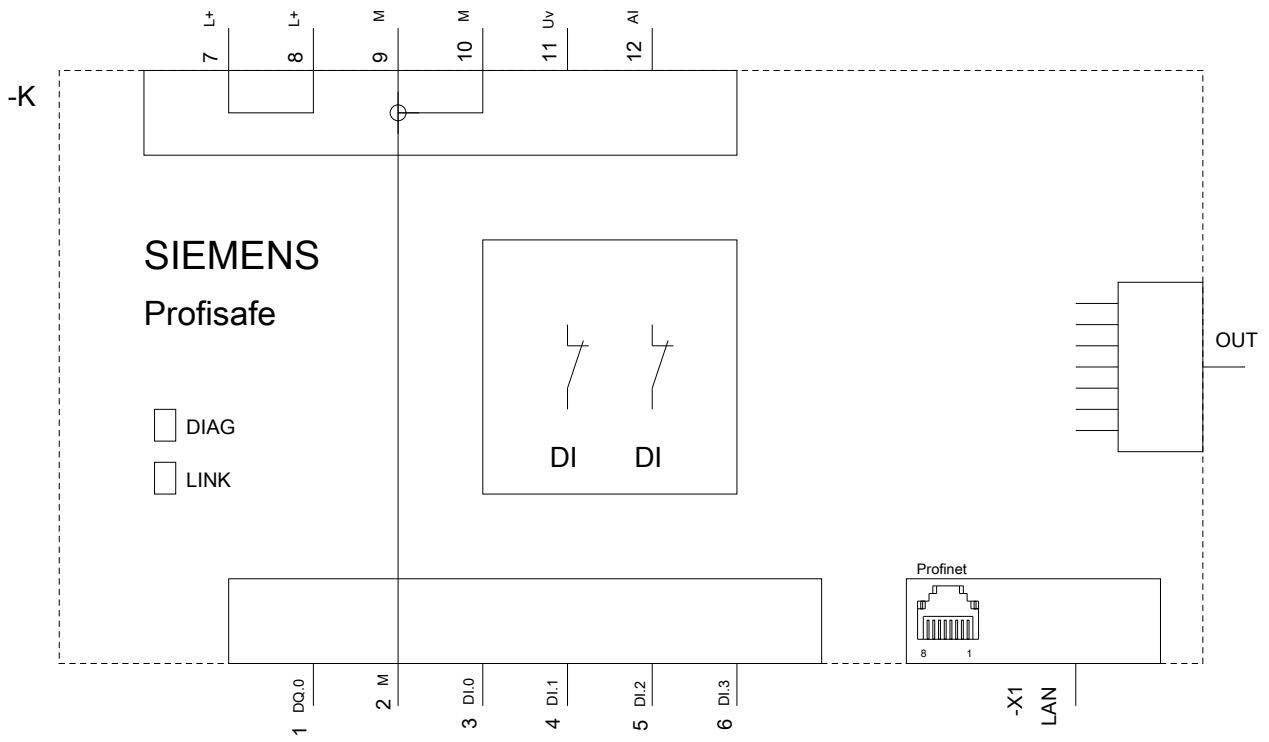 L+ L+ M M Uv AI
7 8 9 10 11 12
-K
SIEMENS
Profisafe
OUT
DIAG
DI DI
LINK
Profinet
8 1
1 DQ.0
2 M
3 DI.0
4 DI.1
5 DI.2
6 DI.3
-X1
LAN